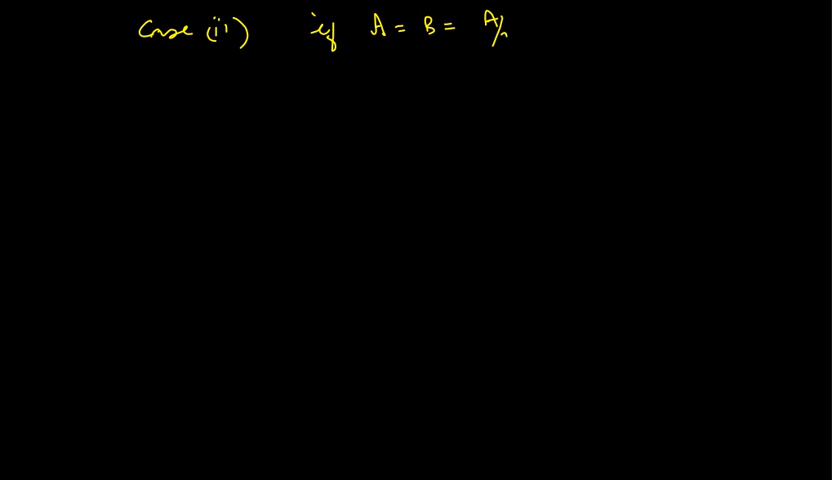 Case (ii) if A = B = A/2